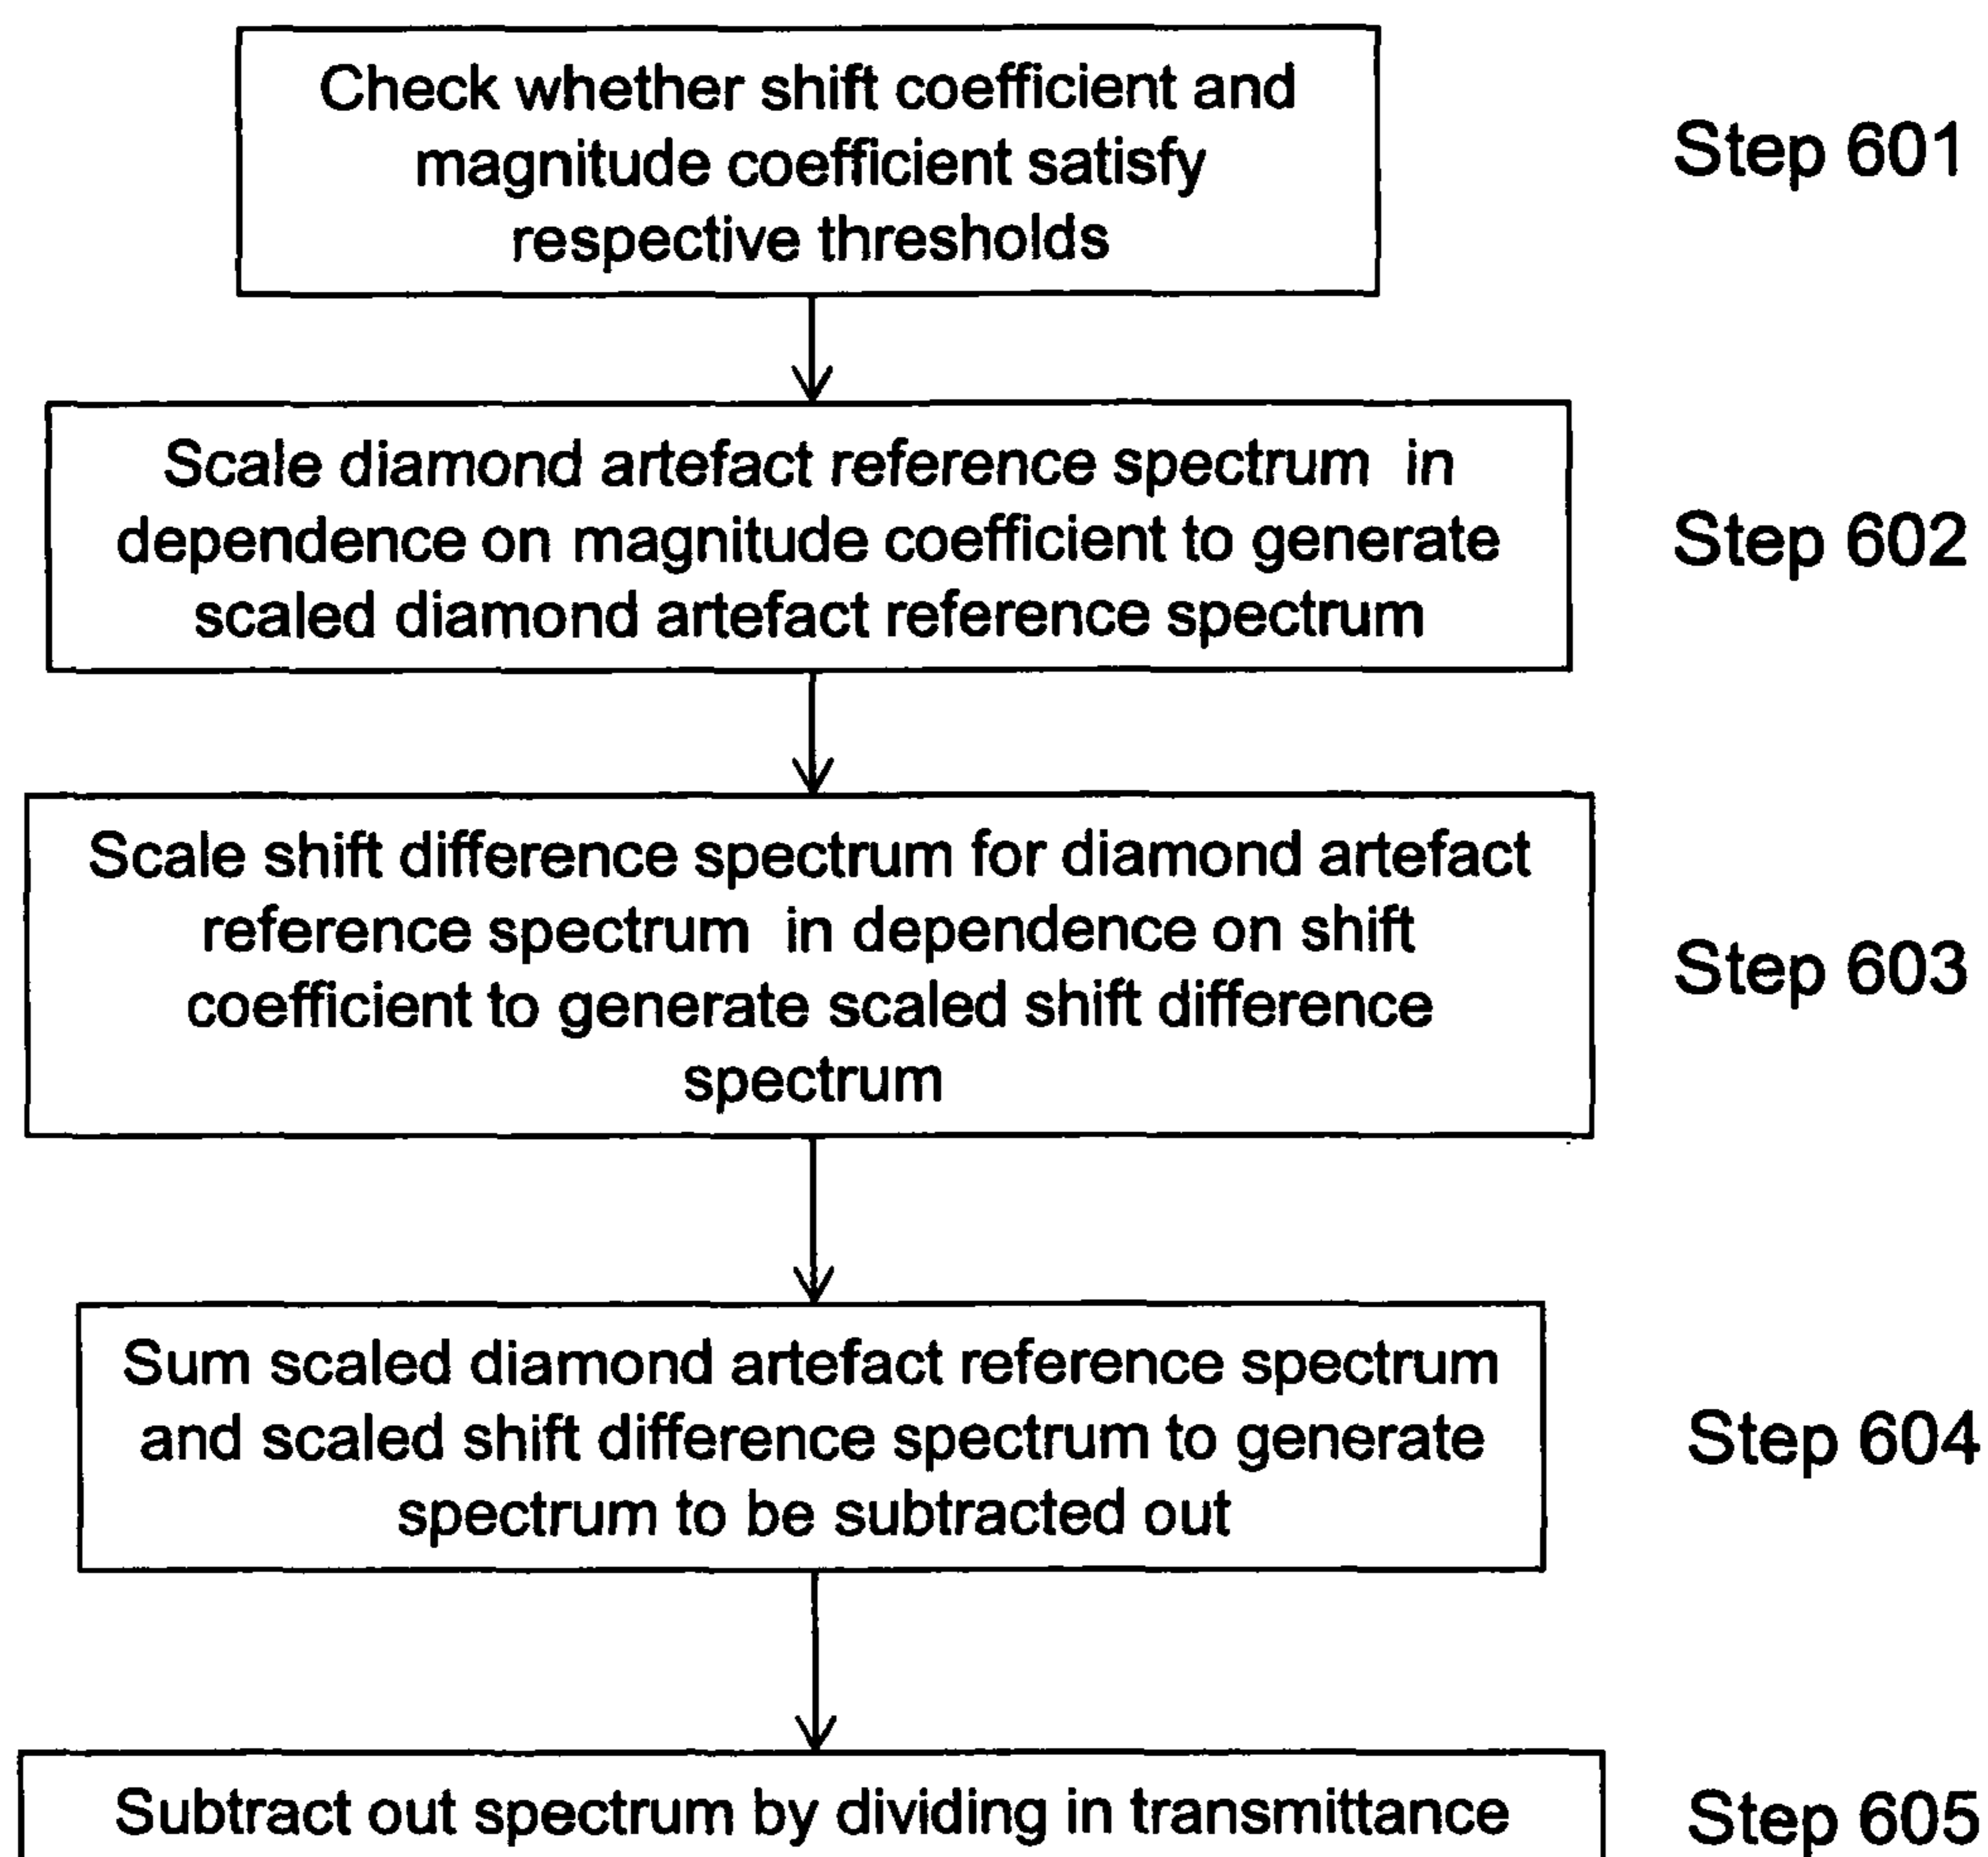 Check whether shift coefficient and
magnitude coefficient satisfy
respective thresholds
Step 601
Scale diamond artefact reference spectrum in
dependence on magnitude coefficient to generate
scaled diamond artefact reference spectrum
Step 602
Scale shift difference spectrum for diamond artefact
reference spectrum in dependence on shift
coefficient to generate scaled shift difference
spectrum
Step 603
Sum scaled diamond artefact reference spectrum
and scaled shift difference spectrum to generate
spectrum to be subtracted out
Step 604
Subtract out spectrum by dividing in transmittance
Step 605